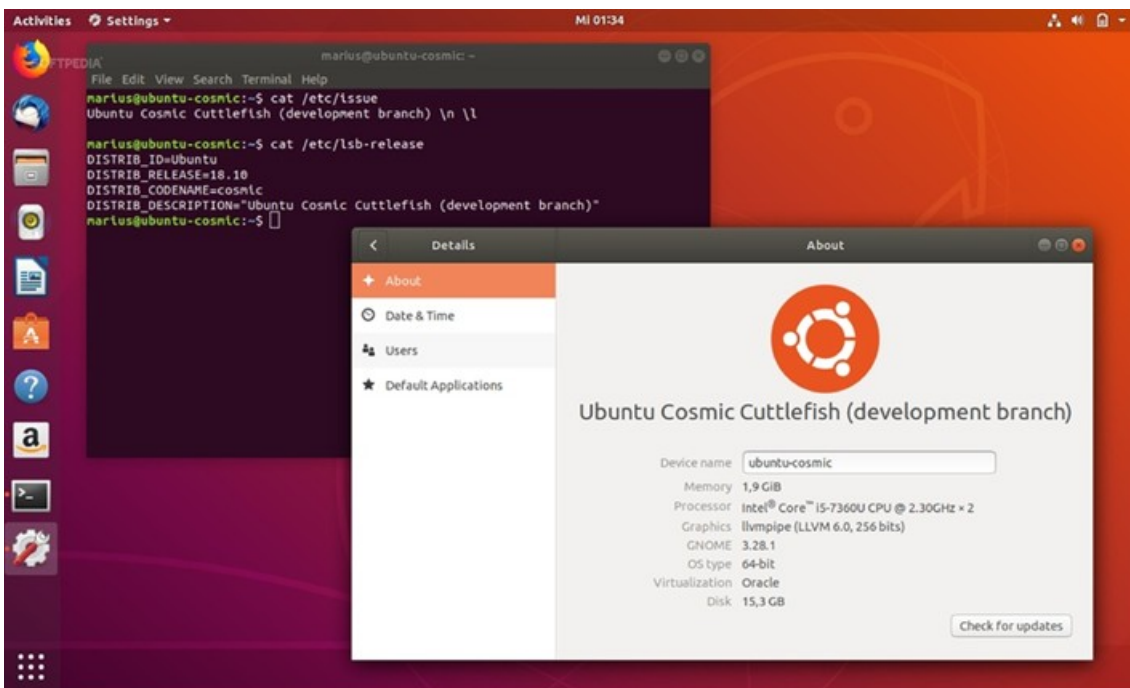 Activities Settings Mi 01:34
marius@ubuntu-cosmic: ~
File Edit View Search Terminal Help
marius@ubuntu-cosmic:~$ cat /etc/issue
Ubuntu Cosmic Cuttlefish (development branch) \n \l
marius@ubuntu-cosmic:~$ cat /etc/lsb-release
DISTRIB_ID=Ubuntu
DISTRIB_RELEASE=18.10
DISTRIB_CODENAME=cosmic
DISTRIB_DESCRIPTION="Ubuntu Cosmic Cuttlefish (development branch)"
marius@ubuntu-cosmic:~$
Details
About
Date & Time
Users
Default Applications
About
Ubuntu Cosmic Cuttlefish (development branch)
Device name ubuntu-cosmic
Memory 1,9 GiB
Processor Intel® Core™ i5-7360U CPU @ 2.30GHz × 2
Graphics llvmpipe (LLVM 6.0, 256 bits)
GNOME 3.28.1
OS type 64-bit
Virtualization Oracle
Disk 15,3 GB
Check for updates